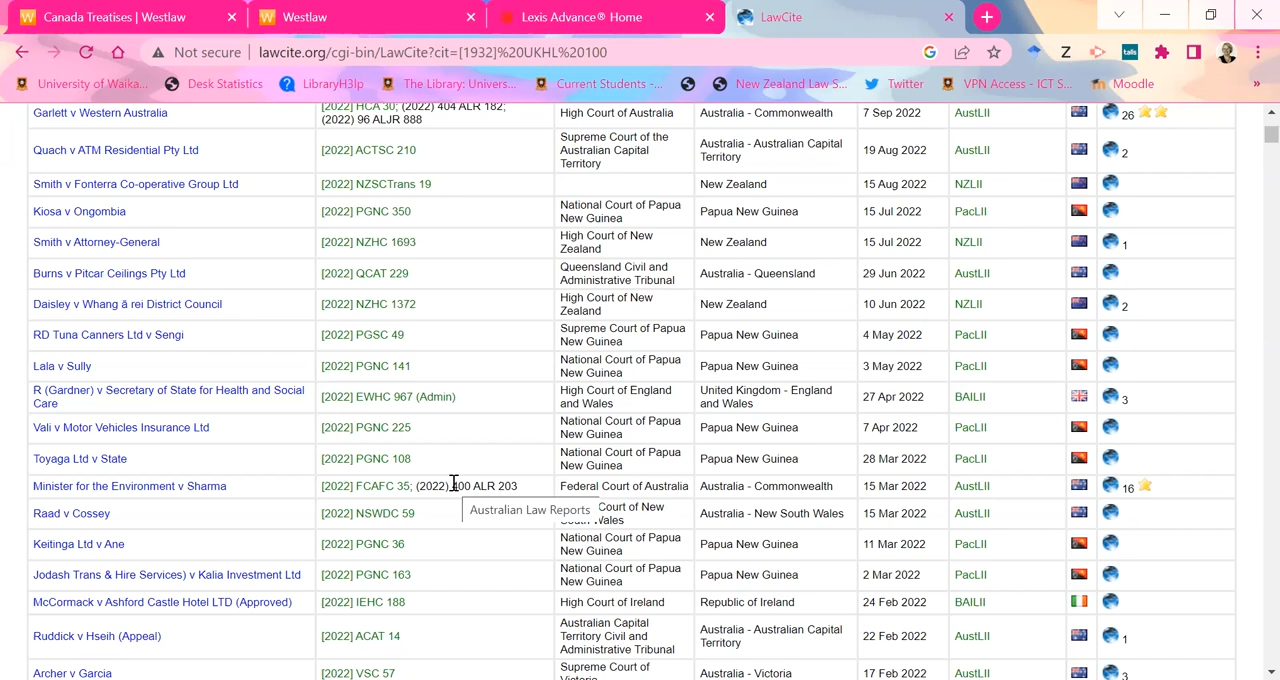 Canada Treatises | Westlaw
Westlaw
Lexis Advance® Home
LawCite
Not secure lawcite.org/cgi-bin/LawCite?cit=[1932]%20UKHL%20100
Z
talis
University of Waika...
Desk Statistics
LibraryH3lp
The Library: Univers...
Current Students -...
New Zealand Law S...
Twitter
VPN Access - ICT S...
Moodle
»
Garlett v Western Australia
[2022] HCA 30; (2022) 404 ALR 182;
(2022) 96 ALJR 888
High Court of Australia
Australia - Commonwealth
7 Sep 2022
AustLII
26
Quach v ATM Residential Pty Ltd
[2022] ACTSC 210
Supreme Court of the
Australian Capital
Territory
Australia - Australian Capital
Territory
19 Aug 2022
AustLII
2
Smith v Fonterra Co-operative Group Ltd
[2022] NZSCTrans 19
New Zealand
15 Aug 2022
NZLII
Kiosa v Ongombia
[2022] PGNC 350
National Court of Papua
New Guinea
Papua New Guinea
15 Jul 2022
PacLII
Smith v Attorney-General
[2022] NZHC 1693
High Court of New
Zealand
New Zealand
15 Jul 2022
NZLII
1
Burns v Pitcar Ceilings Pty Ltd
[2022] QCAT 229
Queensland Civil and
Administrative Tribunal
Australia - Queensland
29 Jun 2022
AustLII
Daisley v Whang ā rei District Council
[2022] NZHC 1372
High Court of New
Zealand
New Zealand
10 Jun 2022
NZLII
2
RD Tuna Canners Ltd v Sengi
[2022] PGSC 49
Supreme Court of Papua
New Guinea
Papua New Guinea
4 May 2022
PacLII
Lala v Sully
[2022] PGNC 141
National Court of Papua
New Guinea
Papua New Guinea
3 May 2022
PacLII
R (Gardner) v Secretary of State for Health and Social
Care
[2022] EWHC 967 (Admin)
High Court of England
and Wales
United Kingdom - England
and Wales
27 Apr 2022
BAILII
3
Vali v Motor Vehicles Insurance Ltd
[2022] PGNC 225
National Court of Papua
New Guinea
Papua New Guinea
7 Apr 2022
PacLII
Toyaga Ltd v State
[2022] PGNC 108
National Court of Papua
New Guinea
Papua New Guinea
28 Mar 2022
PacLII
Minister for the Environment v Sharma
[2022] FCAFC 35; (2022) 400 ALR 203
Federal Court of Australia
Australia - Commonwealth
15 Mar 2022
AustLII
16
Australian Law Reports
Raad v Cossey
[2022] NSWDC 59
Court of New
South Wales
Australia - New South Wales
15 Mar 2022
AustLII
Keitinga Ltd v Ane
[2022] PGNC 36
National Court of Papua
New Guinea
Papua New Guinea
11 Mar 2022
PacLII
Jodash Trans & Hire Services) v Kalia Investment Ltd
[2022] PGNC 163
National Court of Papua
New Guinea
Papua New Guinea
2 Mar 2022
PacLII
McCormack v Ashford Castle Hotel LTD (Approved)
[2022] IEHC 188
High Court of Ireland
Republic of Ireland
24 Feb 2022
BAILII
Ruddick v Hseih (Appeal)
[2022] ACAT 14
Australian Capital
Territory Civil and
Administrative Tribunal
Australia - Australian Capital
Territory
22 Feb 2022
AustLII
1
Archer v Garcia
[2022] VSC 57
Supreme Court of
Victoria
Australia - Victoria
17 Feb 2022
AustLII
3